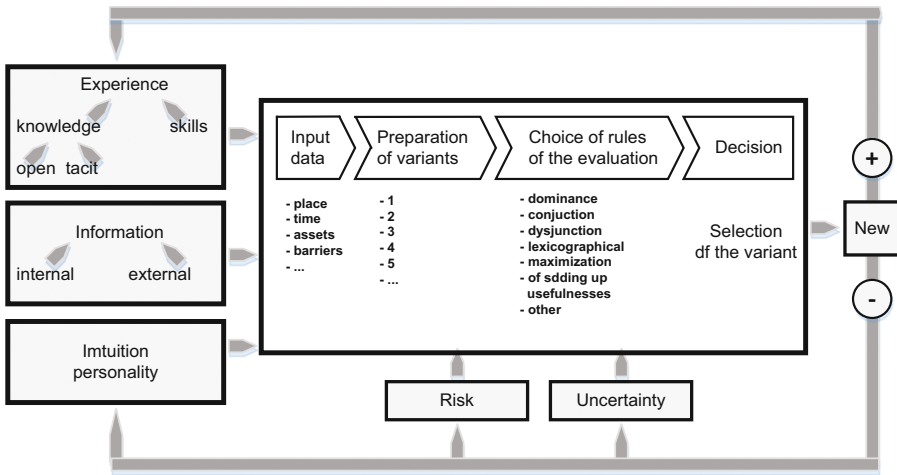 Experience
knowledge
skills
open
tacit
Information
internal
external
Imtuition
personality
Input
data
- place
- time
- assets
- barriers
- ...
Preparation
of variants
- 1
- 2
- 3
- 4
- 5
- ...
Choice of rules
of the evaluation
- dominance
- conjuction
- dysjunction
- lexicographical
- maximization
- of sdding up
usefulnesses
- other
Decision
Selection
df the variant
+
New
-
Risk
Uncertainty